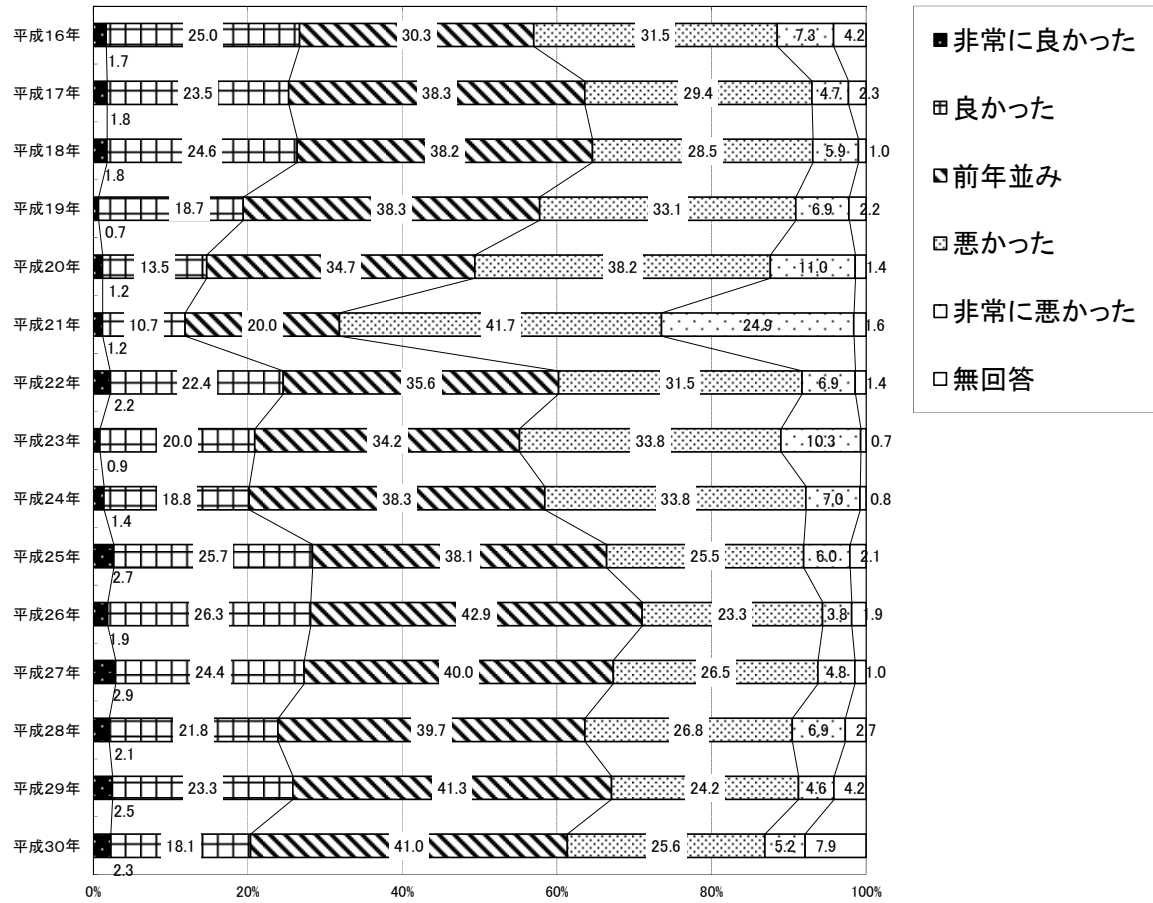 平成16年 25.0 30.3 31.5 7.3 4.2
1.7
平成17年 23.5 38.3 29.4 4.7 2.3
1.8
平成18年 24.6 38.2 28.5 5.9 1.0
1.8
平成19年 18.7 38.3 33.1 6.9 2.2
0.7
平成20年 13.5 34.7 38.2 11.0 1.4
1.2
平成21年 10.7 20.0 41.7 24.9 1.6
1.2
平成22年 22.4 35.6 31.5 6.9 1.4
2.2
平成23年 20.0 34.2 33.8 10.3 0.7
0.9
平成24年 18.8 38.3 33.8 7.0 0.8
1.4
平成25年 25.7 38.1 25.5 6.0 2.1
2.7
平成26年 26.3 42.9 23.3 3.8 1.9
1.9
平成27年 24.4 40.0 26.5 4.8 1.0
2.9
平成28年 21.8 39.7 26.8 6.9 2.7
2.1
平成29年 23.3 41.3 24.2 4.6 4.2
2.5
平成30年 18.1 41.0 25.6 5.2 7.9
2.3
0% 20% 40% 60% 80% 100%
非常に良かった
良かった
前年並み
悪かった
非常に悪かった
無回答